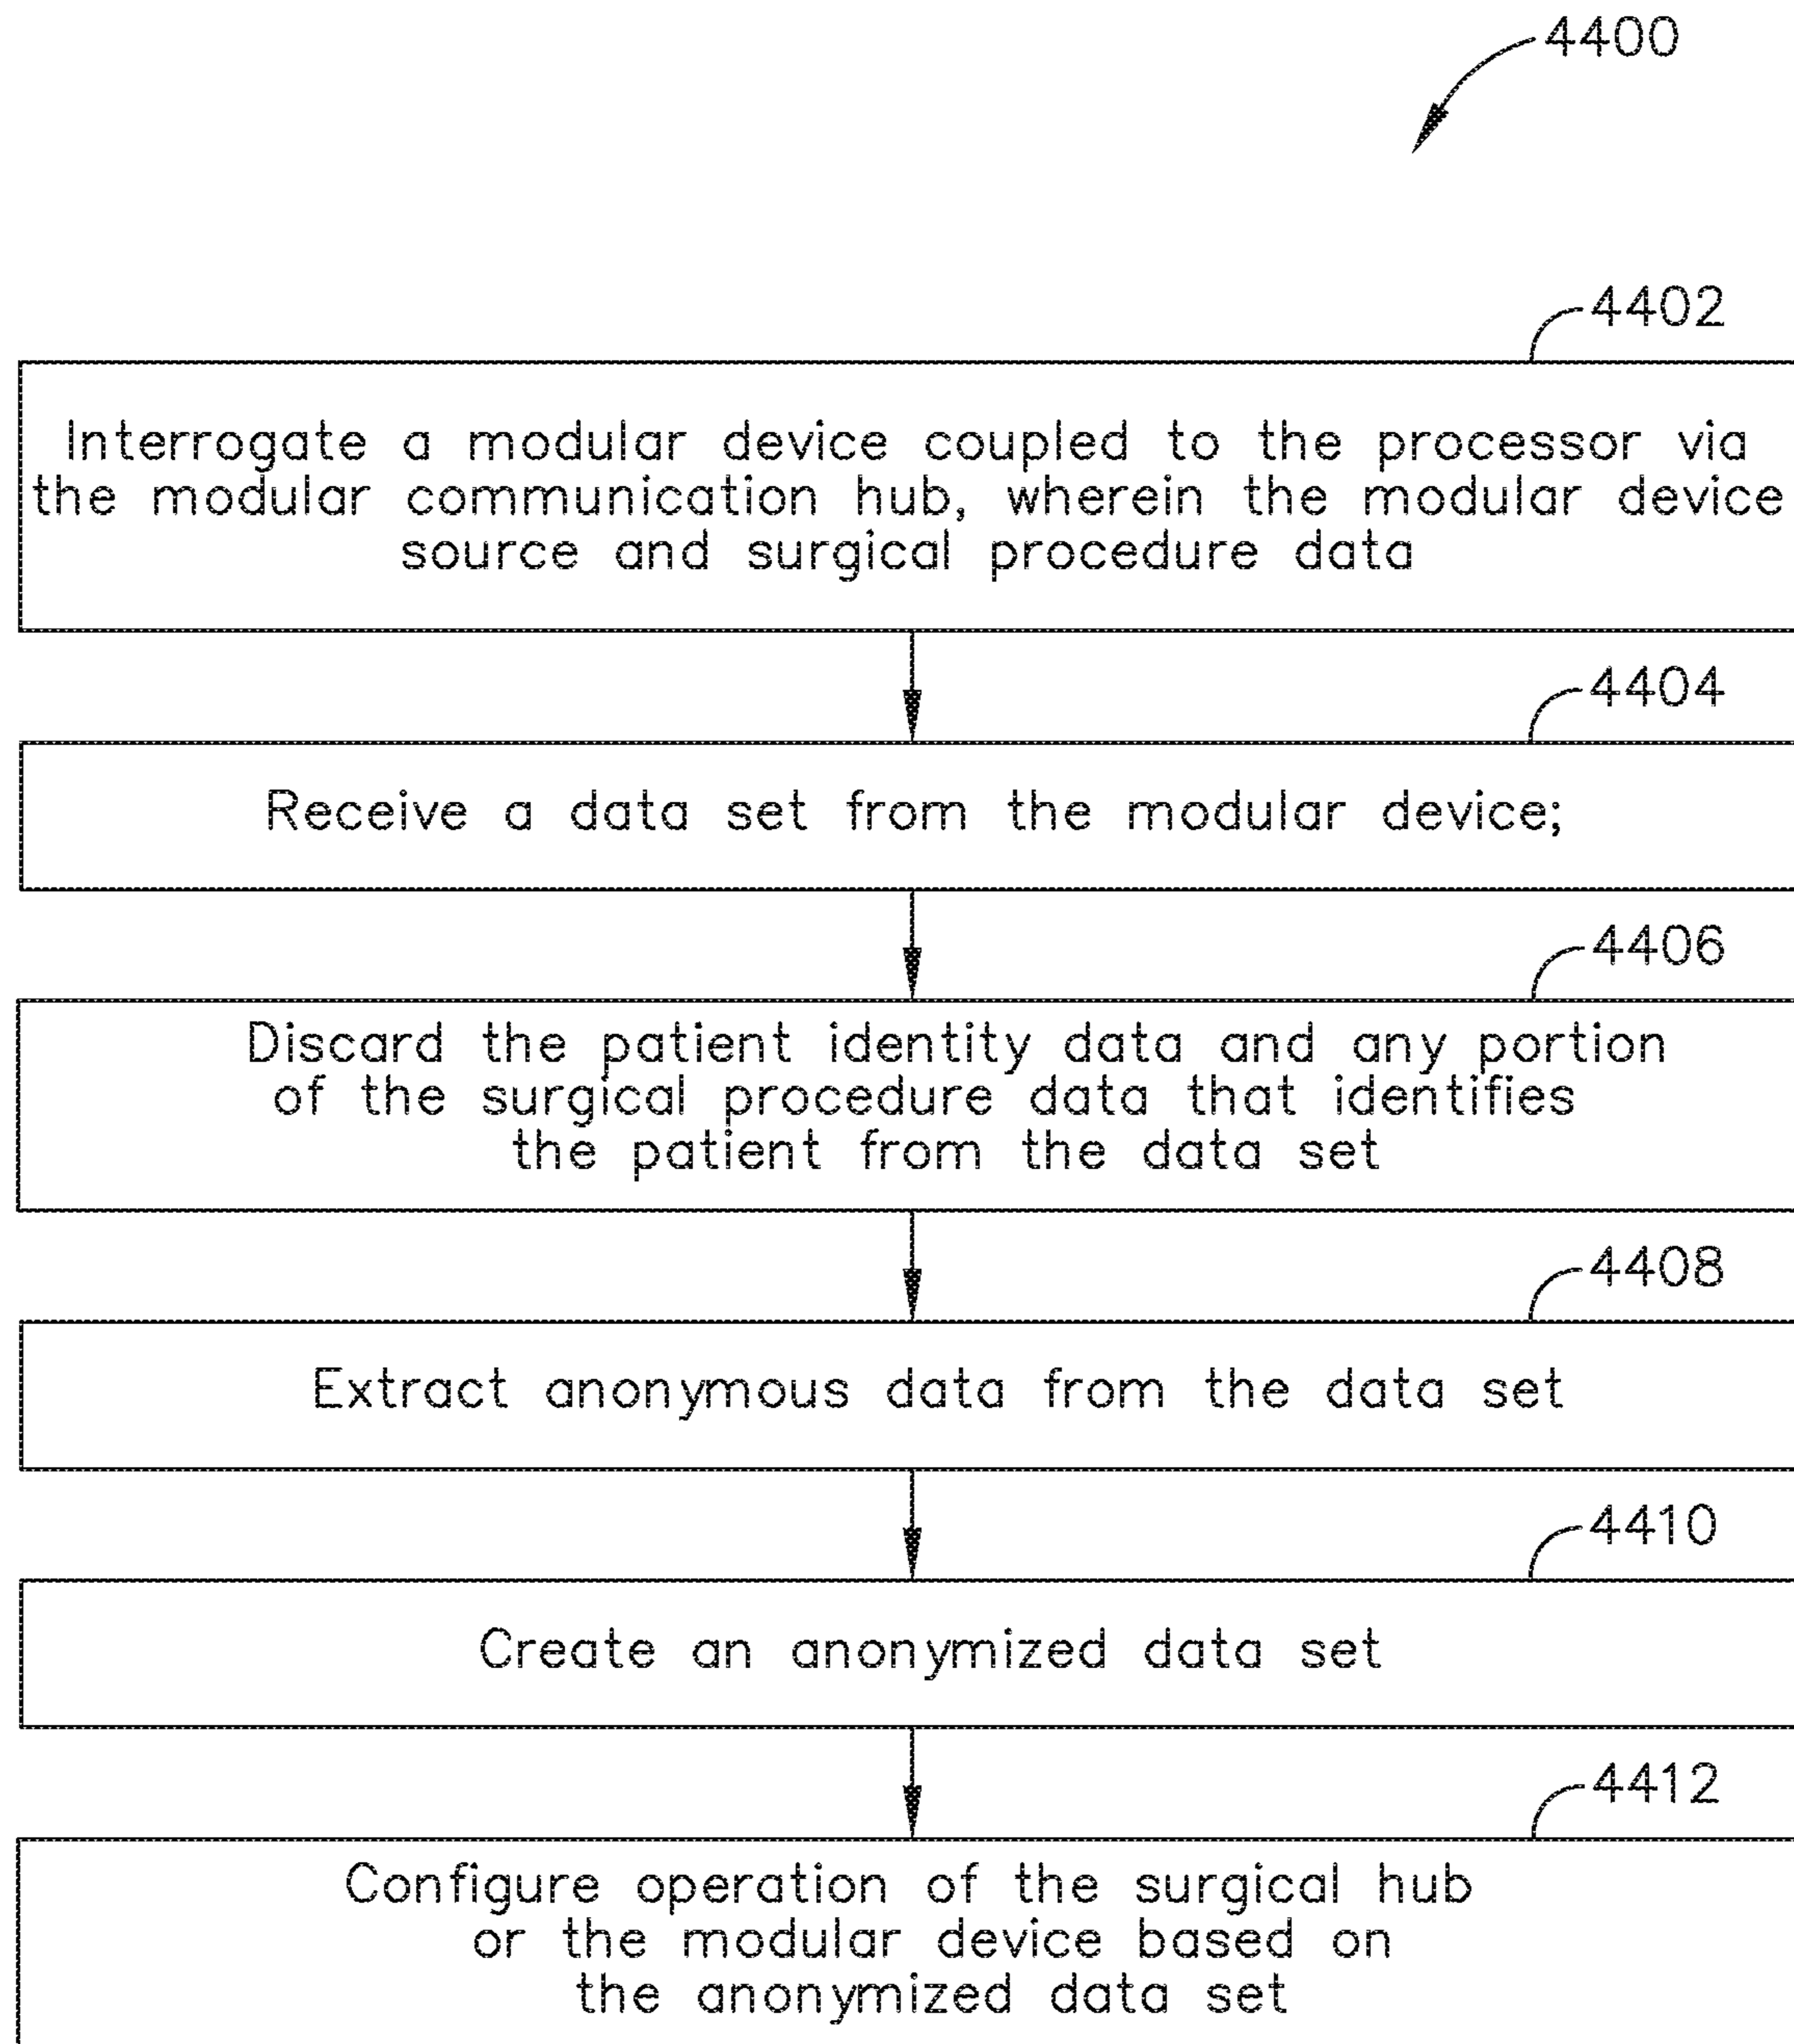 4400
4402
Interrogate a modular device coupled to the processor via
the modular communication hub, wherein the modular device
source and surgical procedure data
4404
Receive a data set from the modular device;
4406
Discard the patient identity data and any portion
of the surgical procedure data that identifies
the patient from the data set
4408
Extract anonymous data from the data set
4410
Create an anonymized data set
4412
Configure operation of the surgical hub
or the modular device based on
the anonymized data set